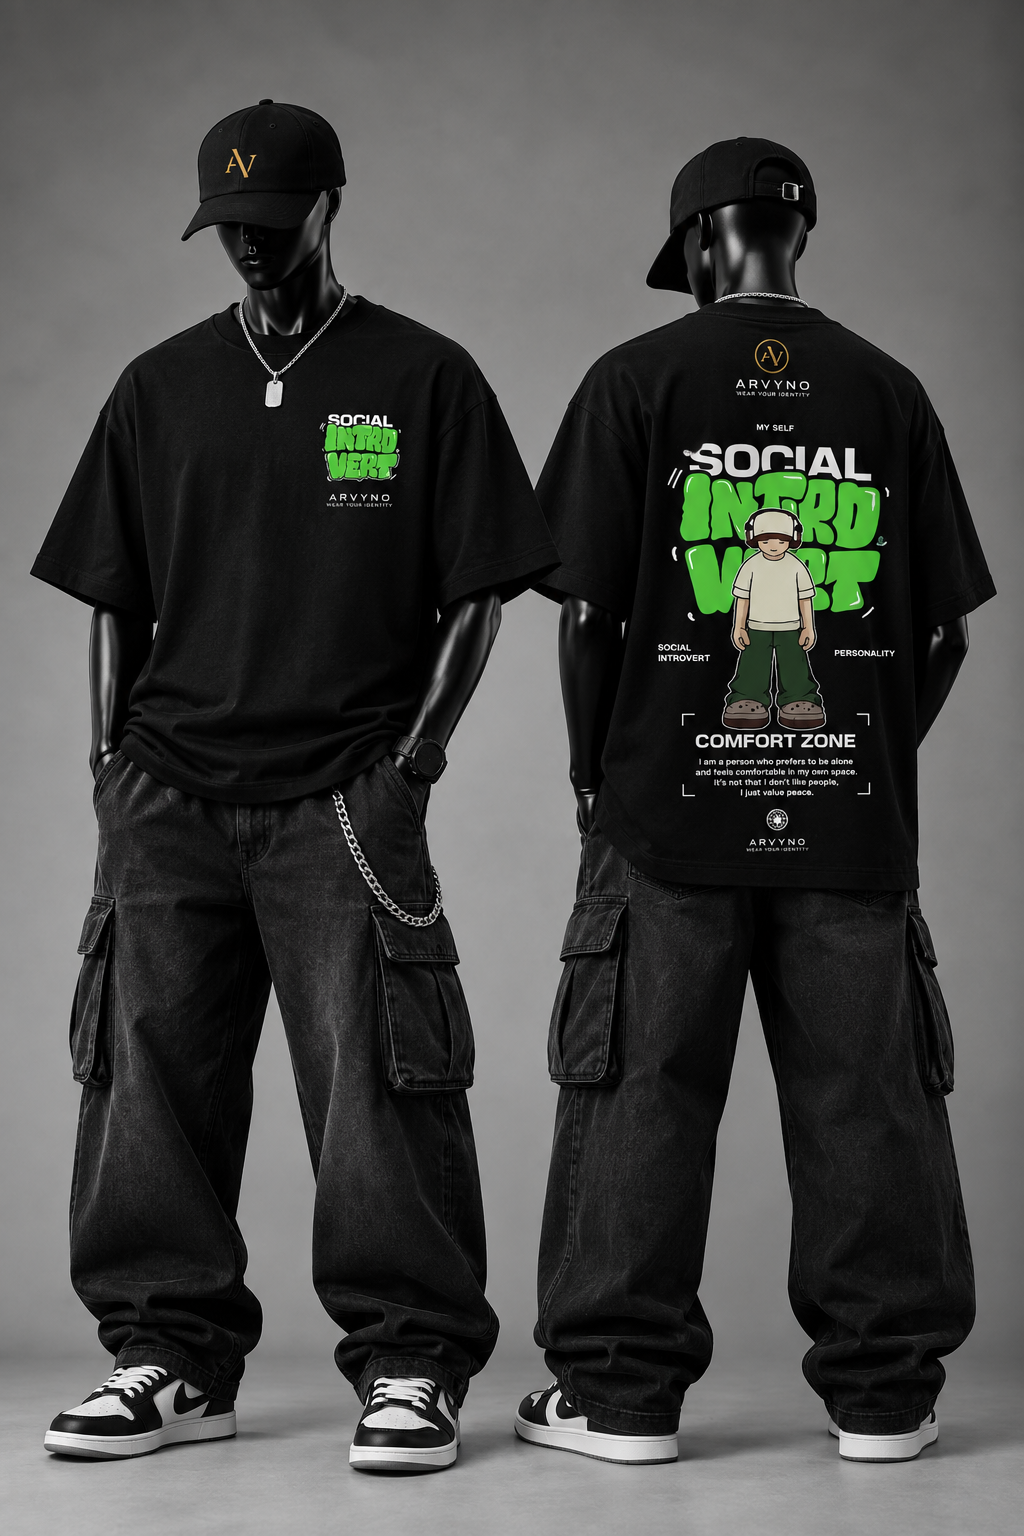 AV
SOCIAL
INTRO
VERT
ARVYNO
WEAR YOUR IDENTITY
AV
ARVYNO
WEAR YOUR IDENTITY
MY SELF
SOCIAL
INTRO
VERT
SOCIAL
INTROVERT
PERSONALITY
COMFORT ZONE
I am a person who prefers to be alone
and feels comfortable in my own space.
It's not that I don't like people,
I just value peace.
ARVYNO
WEAR YOUR IDENTITY